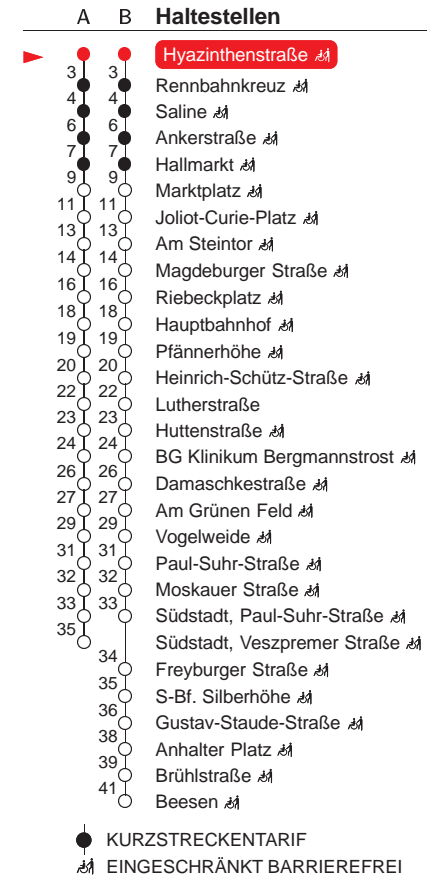 A B Haltestellen
Hyazinthenstraße
3 3
Rennbahnkreuz
4 4
Saline
6 6
Ankerstraße
7 7
Hallmarkt
9 9
Marktplatz
11 11
Joliot-Curie-Platz
13 13
Am Steintor
14 14
Magdeburger Straße
16 16
Riebeckplatz
18 18
Hauptbahnhof
19 19
Pfännerhöhe
20 20
Heinrich-Schütz-Straße
22 22
Lutherstraße
23 23
Huttenstraße
24 24
BG Klinikum Bergmannstrost
26 26
Damaschkestraße
27 27
Am Grünen Feld
29 29
Vogelweide
31 31
Paul-Suhr-Straße
32 32
Moskauer Straße
33 33
Südstadt, Paul-Suhr-Straße
35
Südstadt, Veszpremer Straße
34
Freyburger Straße
35
S-Bf. Silberhöhe
36
Gustav-Staude-Straße
38
Anhalter Platz
39
Brühlstraße
41
Beesen
KURZSTRECKENTARIF
EINGESCHRÄNKT BARRIEREFREI